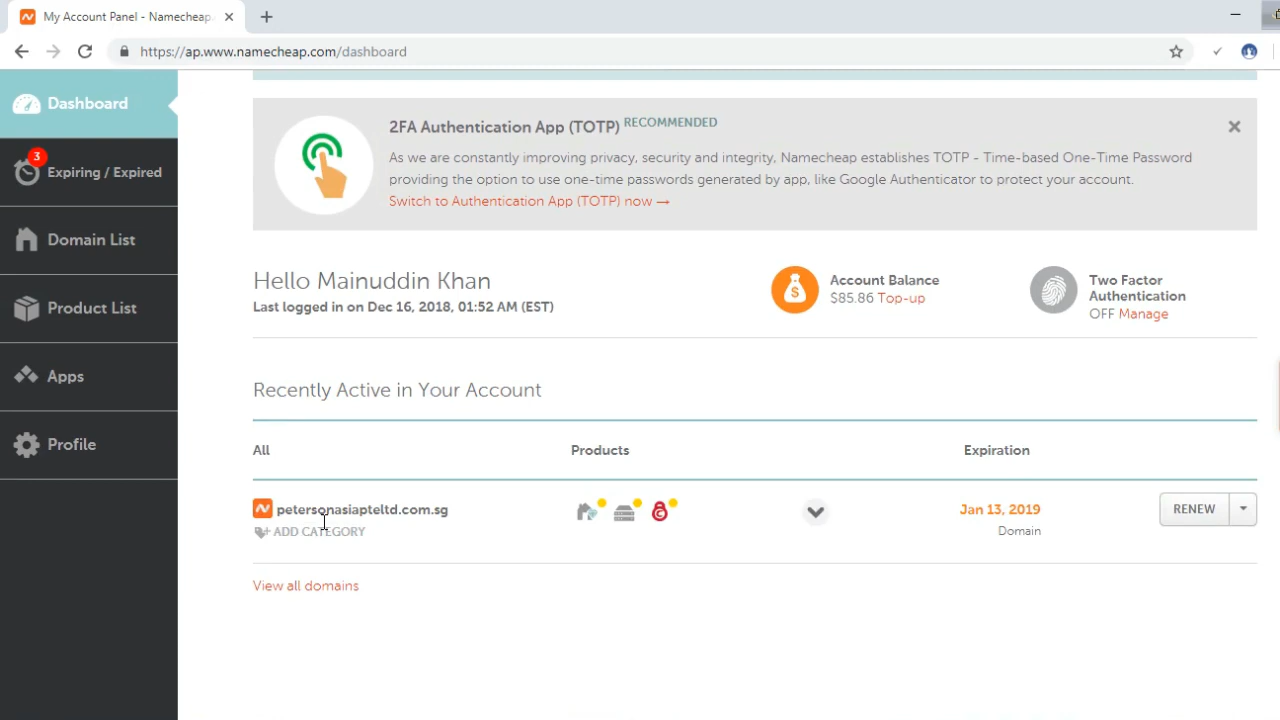 My Account Panel - Namecheap.
https://ap.www.namecheap.com/dashboard
Dashboard
3
Expiring / Expired
Domain List
Product List
Apps
Profile
2FA Authentication App (TOTP) RECOMMENDED
As we are constantly improving privacy, security and integrity, Namecheap establishes TOTP - Time-based One-Time Password
providing the option to use one-time passwords generated by app, like Google Authenticator to protect your account.
Switch to Authentication App (TOTP) now →
Hello Mainuddin Khan
Last logged in on Dec 16, 2018, 01:52 AM (EST)
Account Balance
$85.86 Top-up
Two Factor
Authentication
OFF Manage
Recently Active in Your Account
All Products Expiration
petersonasiapteltd.com.sg
ADD CATEGORY
Jan 13, 2019
Domain
RENEW
View all domains